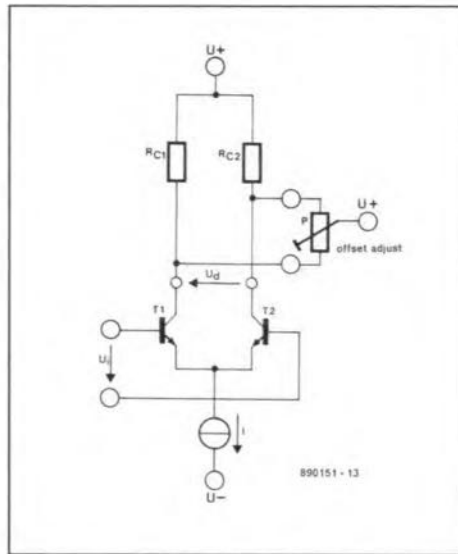 U+
RC1
RC2
P
U+
offset adjust
Ud
T1
T2
Ui
I
890151 - 13
U−